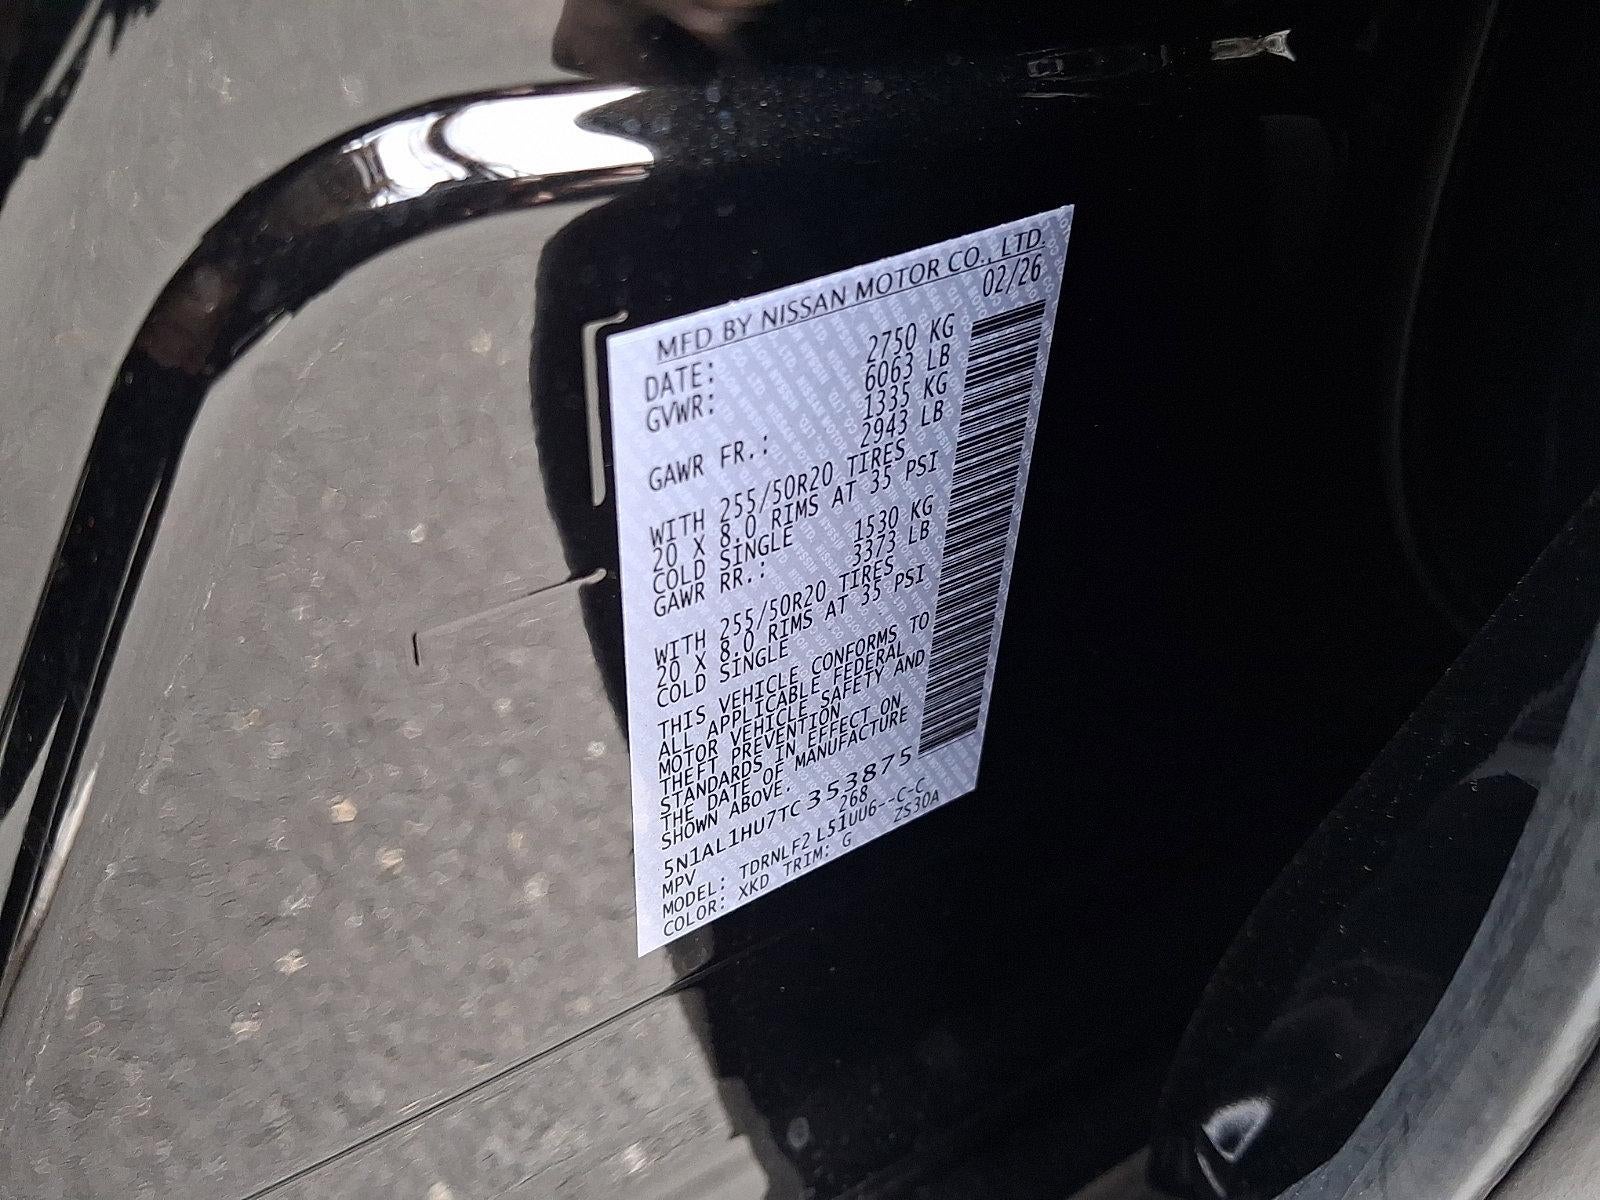 MFD BY NISSAN MOTOR CO., LTD.
DATE: 02/26
GVWR: 2750 KG
6063 LB
GAWR FR.: 1335 KG
2943 LB
WITH 255/50R20 TIRES
20 X 8.0 RIMS AT 35 PSI
COLD SINGLE
GAWR RR.: 1530 KG
3373 LB
WITH 255/50R20 TIRES
20 X 8.0 RIMS AT 35 PSI
COLD SINGLE
THIS VEHICLE CONFORMS TO
ALL APPLICABLE FEDERAL
MOTOR VEHICLE SAFETY AND
THEFT PREVENTION
STANDARDS IN EFFECT ON
THE DATE OF MANUFACTURE
SHOWN ABOVE.
5N1AL1HU7TC353875
MPV 268
MODEL: TDRNLF2 L51UU6--C-C
COLOR: XKD TRIM: G ZS30A